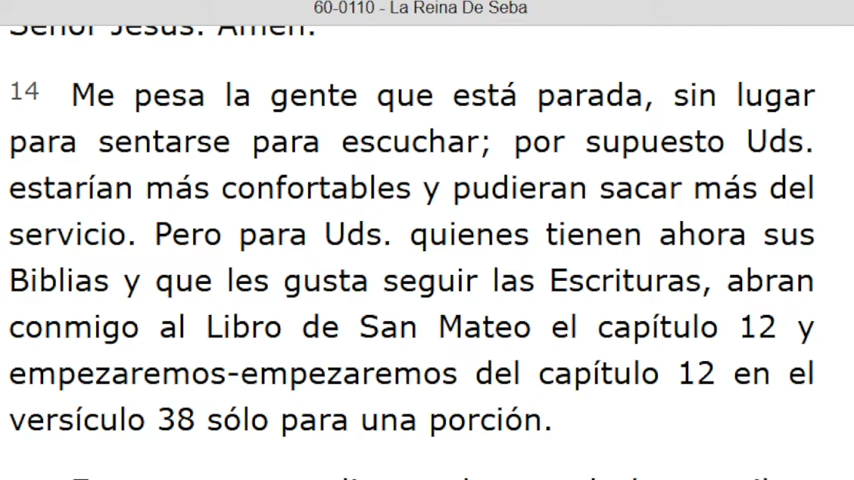 60-0110 - La Reina De Seba
Señor Jesús. Amén.
14 Me pesa la gente que está parada, sin lugar
para sentarse para escuchar; por supuesto Uds.
estarían más confortables y pudieran sacar más del
servicio. Pero para Uds. quienes tienen ahora sus
Biblias y que les gusta seguir las Escrituras, abran
conmigo al Libro de San Mateo el capítulo 12 y
empezaremos-empezaremos del capítulo 12 en el
versículo 38 sólo para una porción.